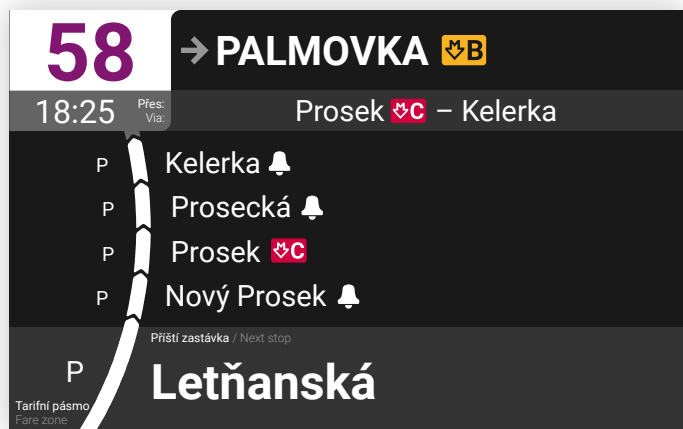 58
→ PALMOVKA B
18:25 Přes: Via: Prosek C – Kelerka
P Kelerka
P Prosecká
P Prosek C
P Nový Prosek
Příští zastávka / Next stop
P Letňanská
Tarifní pásmo
Fare zone